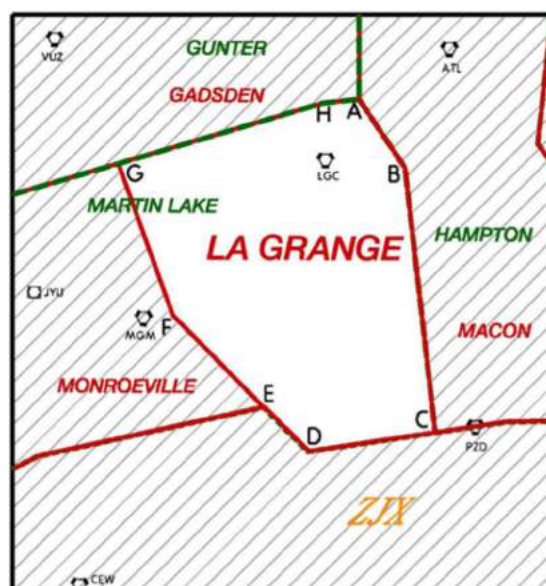 VUZ
GUNTER
ATL
GADSDEN
H
A
LGC
B
G
MARTIN LAKE
LA GRANGE
HAMPTON
JYU
MGM
F
MACON
MONROEVILLE
E
D
C
PZD
ZJX
CEW